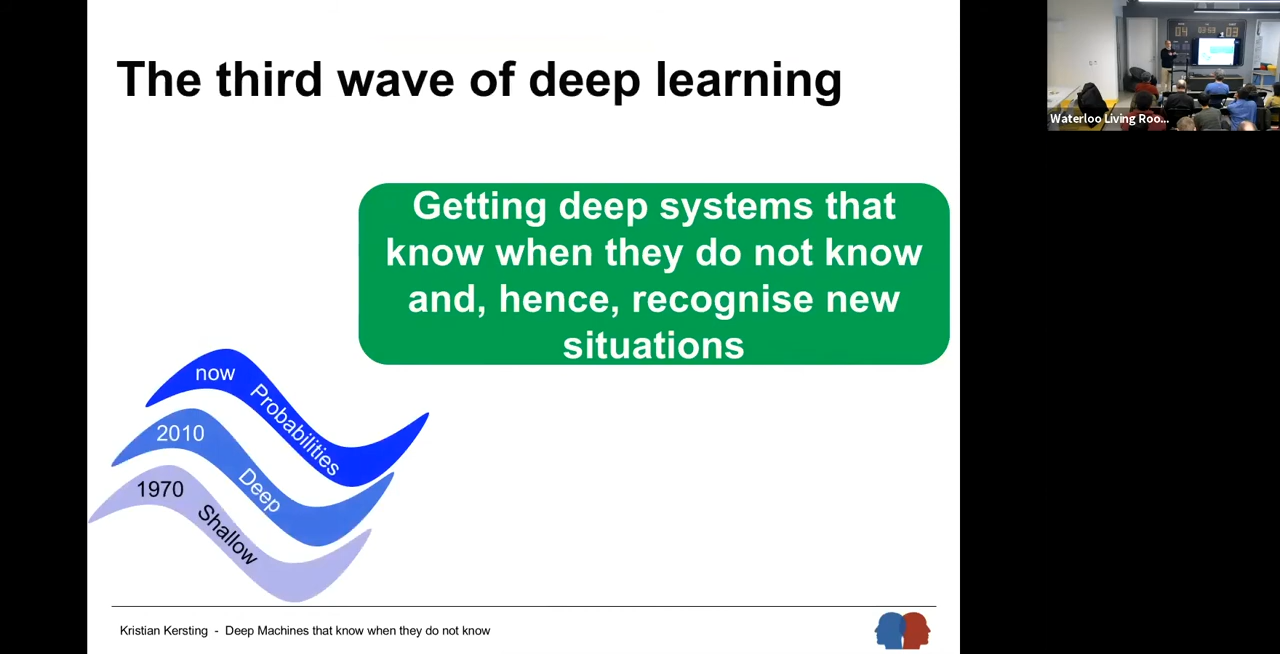 The third wave of deep learning
Getting deep systems that
know when they do not know
and, hence, recognise new
situations
now Probabilities
2010 Deep
1970 Shallow
Kristian Kersting - Deep Machines that know when they do not know
Waterloo Living Roo...